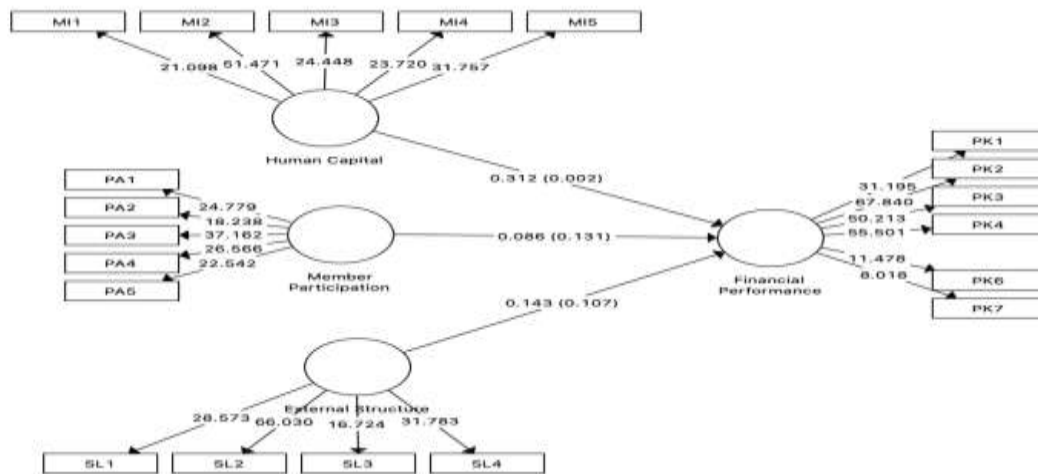 MI1 MI2 MI3 MI4 MI5
21.098 51.471 24.448 23.720 31.757
Human Capital
0.312 (0.002)
PK1
PK2
PK3
PK4
PK6
PK7
31.195
67.840
50.213
55.501
11.478
8.018
PA1
PA2
PA3
PA4
PA5
24.779
18.238
37.162
26.566
22.542
Member
Participation
0.086 (0.131)
Financial
Performance
0.143 (0.107)
External Structure
28.573 66.030 16.724 31.783
SL1 SL2 SL3 SL4